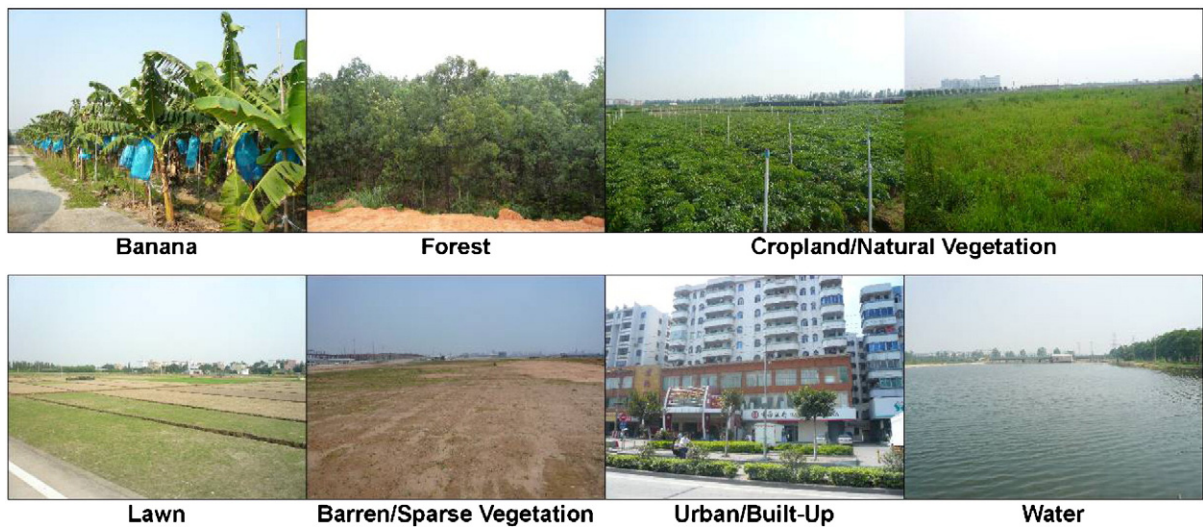 Banana
Forest
Cropland/Natural Vegetation
Lawn
Barren/Sparse Vegetation
Urban/Built-Up
Water